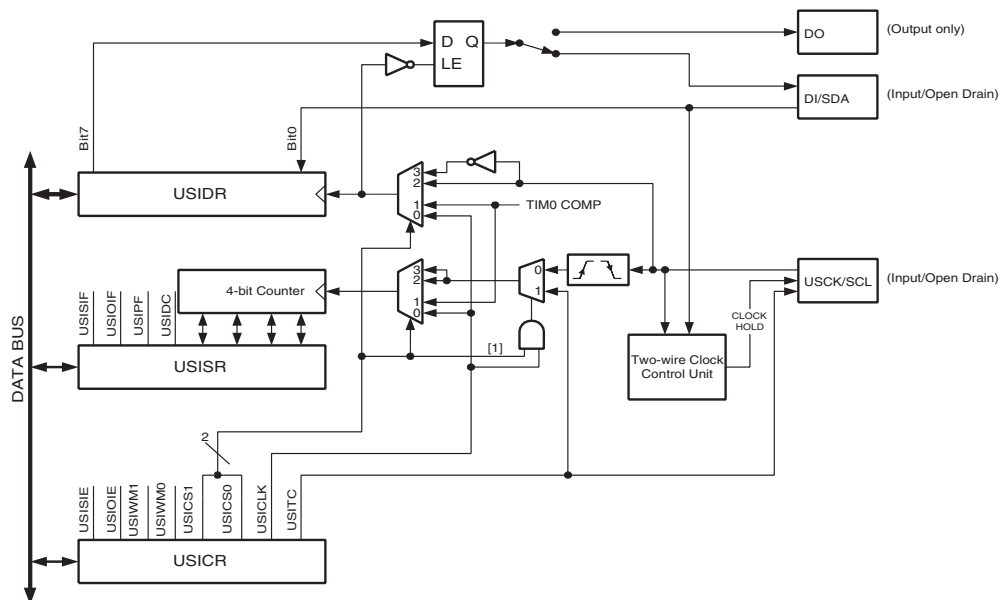 D Q
LE
DO
(Output only)
DI/SDA
(Input/Open Drain)
Bit7
Bit0
USIDR
3
2
1
0
TIM0 COMP
4-bit Counter
3
2
1
0
0
1
USCK/SCL
(Input/Open Drain)
CLOCK
HOLD
USISIF
USIOIF
USIPF
USIDC
USISR
[1]
Two-wire Clock
Control Unit
DATA BUS
2
USISIE
USIOIE
USIWM1
USIWM0
USICS1
USICS0
USICLK
USITC
USICR